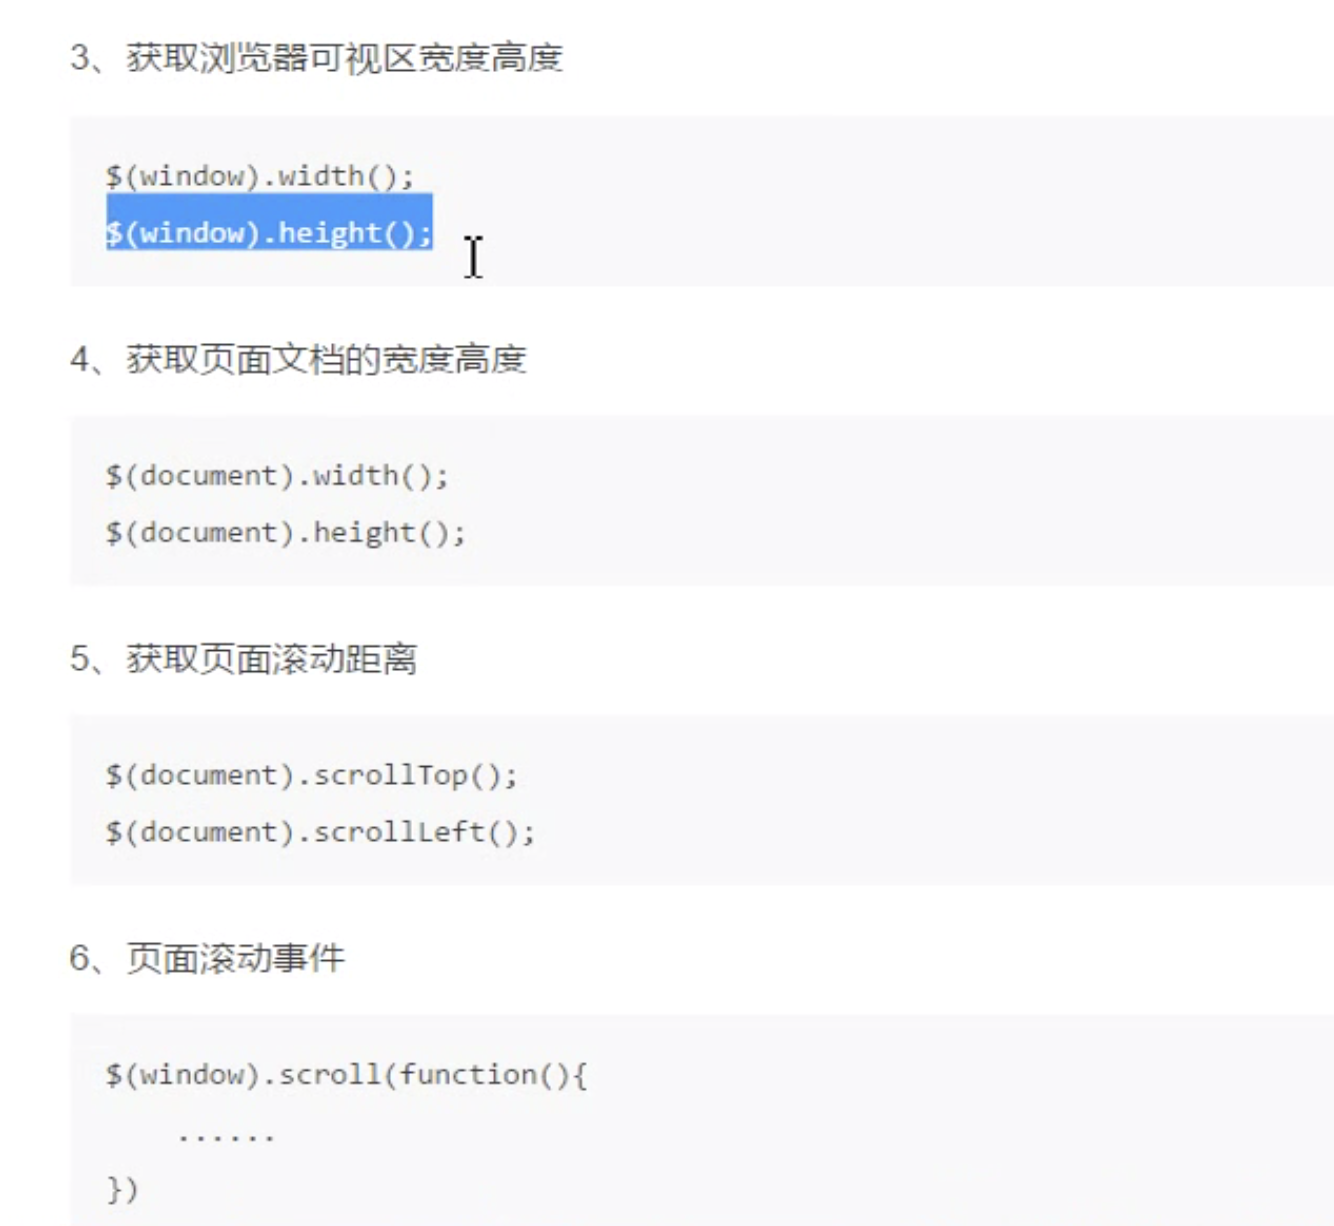 3、获取浏览器可视区宽度高度
$(window).width();
$(window).height();
4、获取页面文档的宽度高度
$(document).width();
$(document).height();
5、获取页面滚动距离
$(document).scrollTop();
$(document).scrollLeft();
6、页面滚动事件
$(window).scroll(function(){
......
})